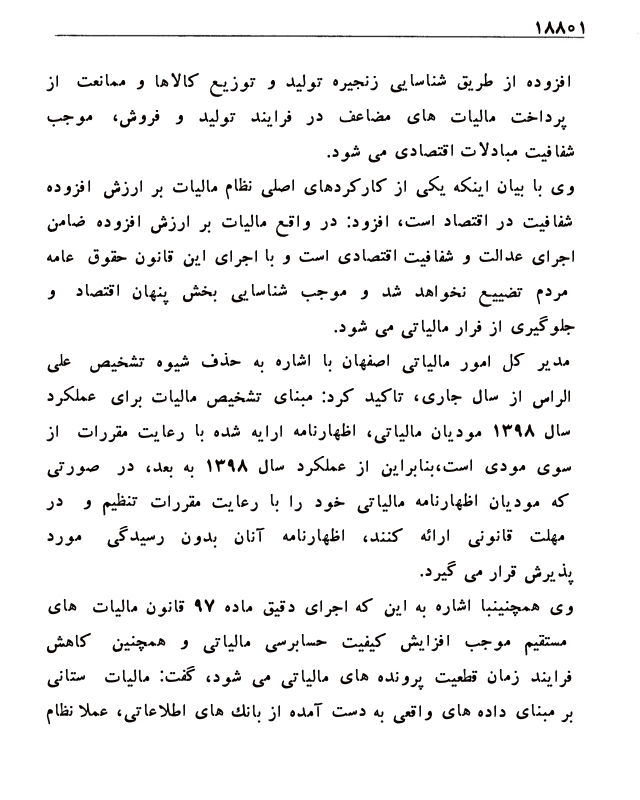 ۱۸۸۰۱
افزوده از طریق شناسایی زنجیره تولید و توزیع کالاها و ممانعت از
پرداخت مالیات های مضاعف در فرایند تولید و فروش، موجب
شفافیت مبادلات اقتصادی می شود.
وی با بیان اینکه یکی از کارکردهای اصلی نظام مالیات بر ارزش افزوده
شفافیت در اقتصاد است، افزود: در واقع مالیات بر ارزش افزوده ضامن
اجرای عدالت و شفافیت اقتصادی است و با اجرای این قانون حقوق عامه
مردم تضییع نخواهد شد و موجب شناسایی بخش پنهان اقتصاد و
جلوگیری از فرار مالیاتی می شود.
مدیر کل امور مالیاتی اصفهان با اشاره به حذف شیوه تشخیص علی
الراس از سال جاری، تاکید کرد: مبنای تشخیص مالیات برای عملکرد
سال ۱۳۹۸ مودیان مالیاتی، اظهارنامه ارایه شده با رعایت مقررات از
سوی مودی است،بنابراین از عملکرد سال ۱۳۹۸ به بعد، در صورتی
که مودیان اظهارنامه مالیاتی خود را با رعایت مقررات تنظیم و در
مهلت قانونی ارائه کنند، اظهارنامه آنان بدون رسیدگی مورد
پذیرش قرار می گیرد.
وی همچنینبا اشاره به این که اجرای دقیق ماده ۹۷ قانون مالیات های
مستقیم موجب افزایش کیفیت حسابرسی مالیاتی و همچنین کاهش
فرایند زمان قطعیت پرونده های مالیاتی می شود، گفت: مالیات ستانی
بر مبنای داده های واقعی به دست آمده از بانك های اطلاعاتی، عملا نظام